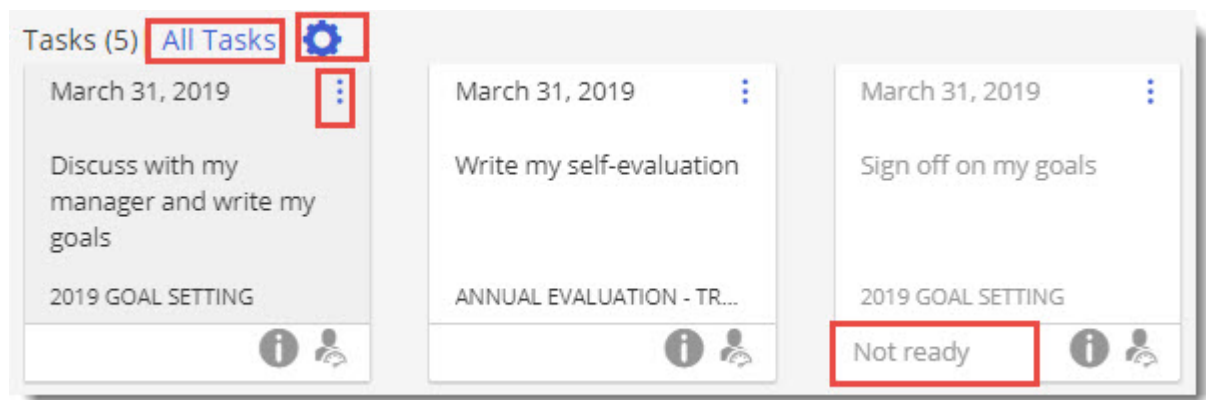 Tasks (5) All Tasks
March 31, 2019
Discuss with my
manager and write my
goals
2019 GOAL SETTING
March 31, 2019
Write my self-evaluation
ANNUAL EVALUATION - TR...
March 31, 2019
Sign off on my goals
2019 GOAL SETTING
Not ready